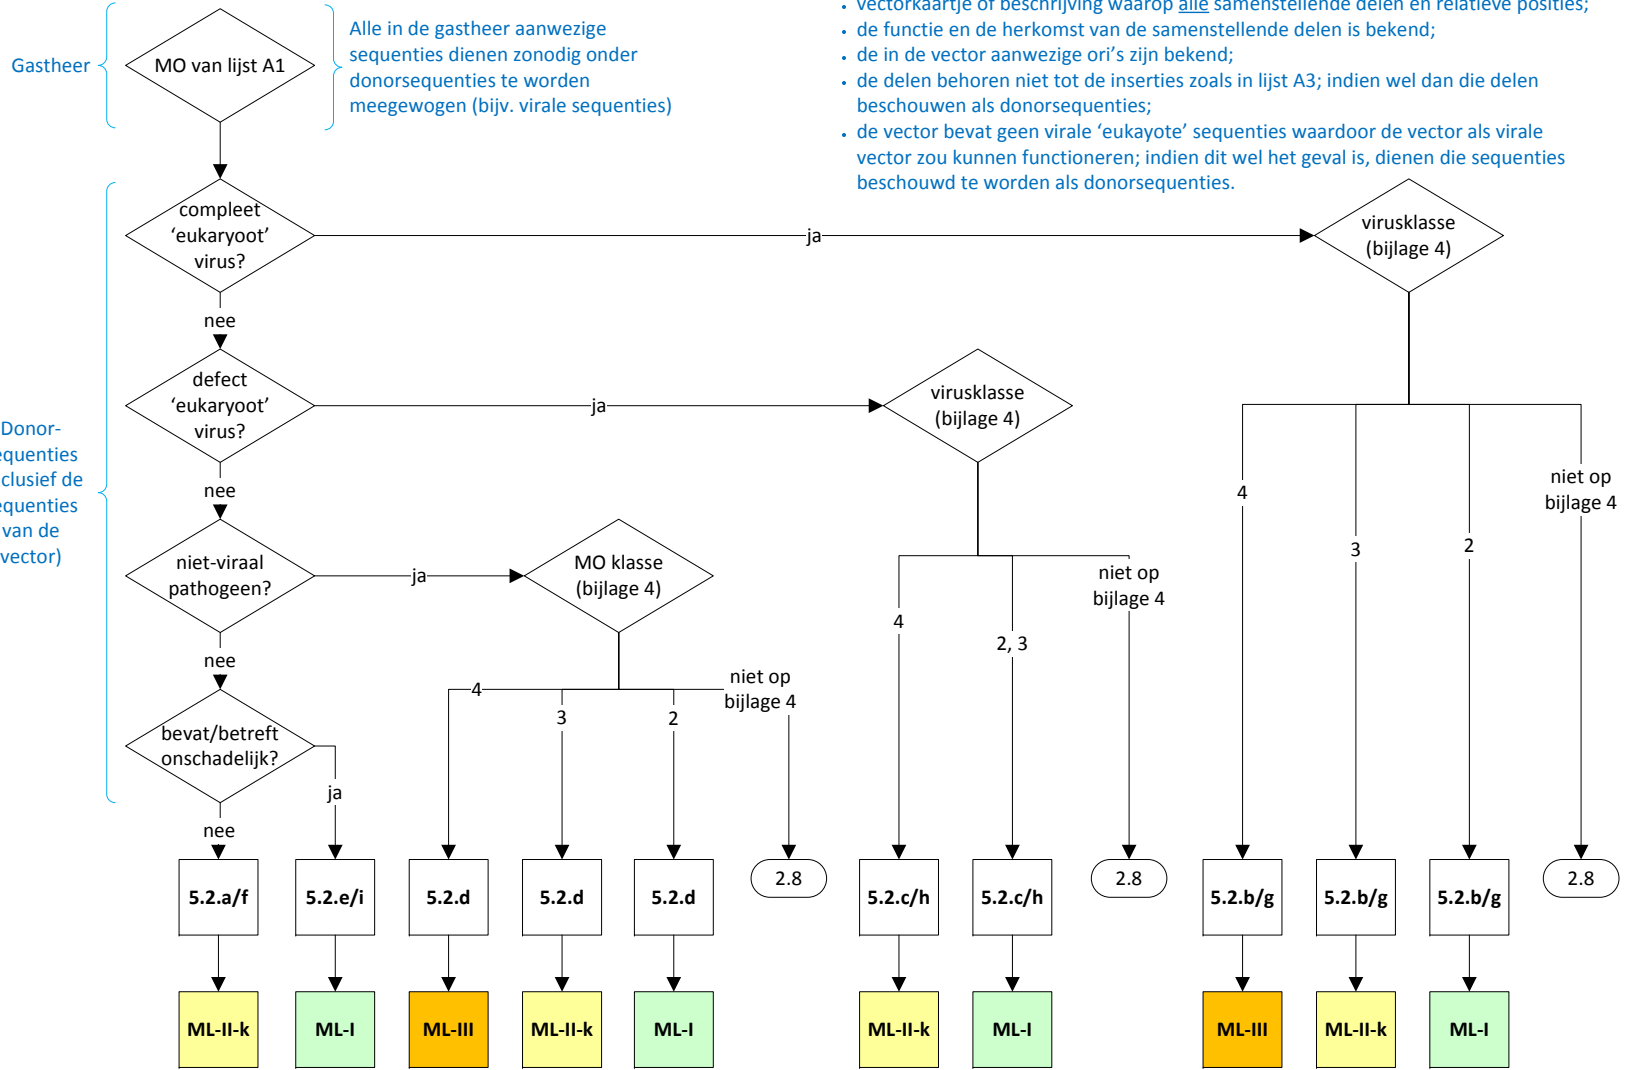 vectorkaartje of beschrijving waarop alle samenstellende delen en relatieve posities;
• de functie en de herkomst van de samenstellende delen is bekend;
• de in de vector aanwezige ori's zijn bekend;
• de delen behoren niet tot de inserties zoals in lijst A3; indien wel dan die delen
beschouwen als donorsequenties;
• de vector bevat geen virale 'eukayote' sequenties waardoor de vector als virale
vector zou kunnen functioneren; indien dit wel het geval is, dienen die sequenties
beschouwd te worden als donorsequenties.
Gastheer
MO van lijst A1
Alle in de gastheer aanwezige
sequenties dienen zonodig onder
donorsequenties te worden
meegewogen (bijv. virale sequenties)
compleet
'eukaryoot'
virus?
ja
virusklasse
(bijlage 4)
nee
defect
'eukaryoot'
virus?
ja
virusklasse
(bijlage 4)
Donor-
equenties
clusief de
equenties
van de
vector)
nee
4
3
2
niet op
bijlage 4
niet-viraal
pathogeen?
ja
MO klasse
(bijlage 4)
4
2, 3
niet op
bijlage 4
nee
bevat/betreft
onschadelijk?
4
3
2
niet op
bijlage 4
ja
nee
5.2.a/f
5.2.e/i
5.2.d
5.2.d
5.2.d
2.8
5.2.c/h
5.2.c/h
2.8
5.2.b/g
5.2.b/g
5.2.b/g
2.8
ML-II-k
ML-I
ML-III
ML-II-k
ML-I
ML-II-k
ML-I
ML-III
ML-II-k
ML-I